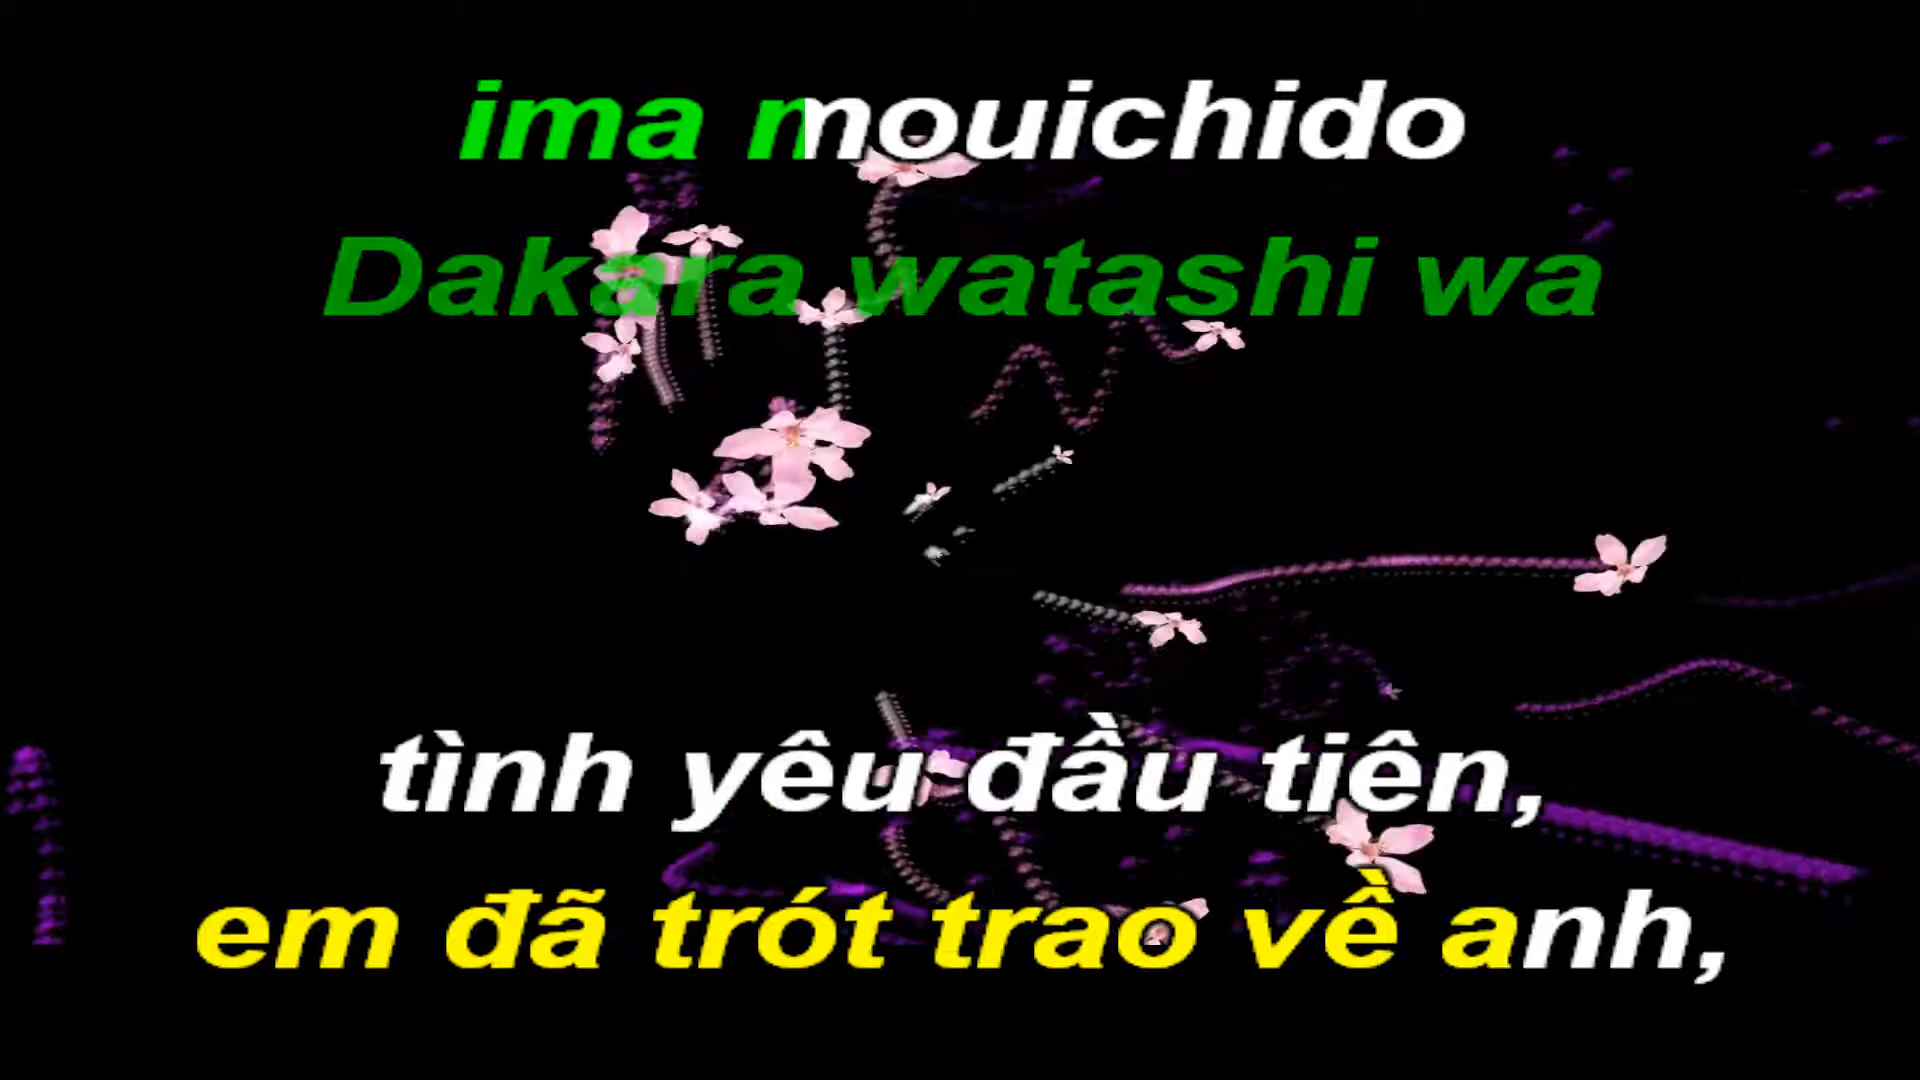 ima mouichido
Dakara watashi wa
tình yêu đầu tiên,
em đã trót trao về anh,